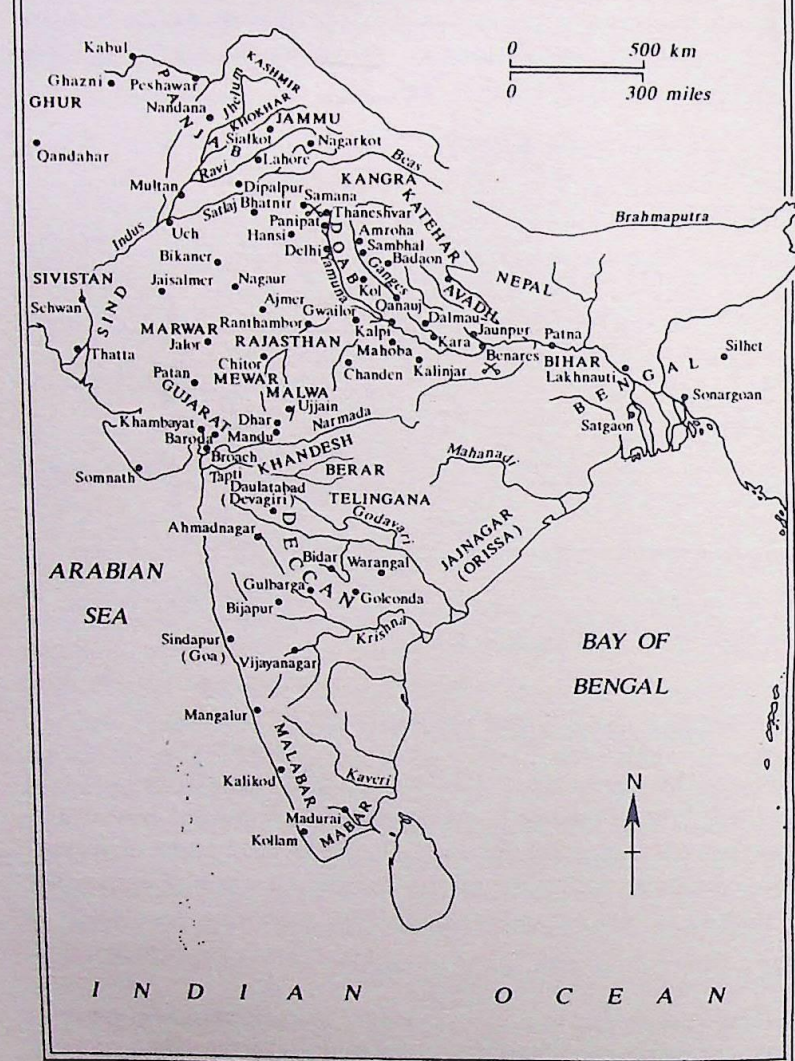 Kabul
0 500 km
0 300 miles
Ghazni
Peshawar
KASHMIR
GHUR
PANJAB
Nandana
Jhelum
KHOKHAR
JAMMU
Sialkot
Nagarkot
Qandahar
Ravi
Lahore
Beas
KANGRA
Multan
Dipalpur
Samana
Satlaj
Bhatnir
Thaneshvar
KATEHAR
Brahmaputra
Indus
Uch
Panipat
Hansi
DOAB
Amroha
Sambhal
Delhi
Badaon
Bikaner
Yamuna
Ganges
NEPAL
SIVISTAN
Jaisalmer
Nagaur
Kol
AVADH
Sehwan
SIND
Ajmer
Gwailor
Qanauj
Dalmau
MARWAR
Ranthambor
Kalpi
Jaunpur
Patna
Jalor
RAJASTHAN
Kara
Thatta
Mahoba
Benares
BIHAR
Silhet
Chitor
Chanden
Kalinjar
Lakhnauti
Patan
MEWAR
BENGAL
GUJARAT
MALWA
Sonargoan
Ujjain
Khambayat
Dhar
Narmada
Satgaon
Baroda
Mandu
Broach
KHANDESH
Mahanadi
Somnath
Tapti
BERAR
Daulatabad
(Devagiri)
TELINGANA
Godavari
JAJNAGAR
(ORISSA)
Ahmadnagar
DECCAN
Bidar
Warangal
ARABIAN
SEA
Gulbarga
Golconda
Bijapur
Krishna
Sindapur
(Goa)
Vijayanagar
BAY OF
BENGAL
Mangalur
MALABAR
Kaveri
Kalikod
N
Madurai
MABAR
Kollam
INDIAN OCEAN